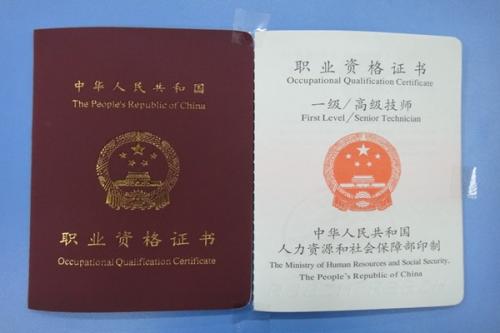 中华人民共和国
The People's Republic of China
职业资格证书
Occupational Qualification Certificate
职业资格证书
Occupational Qualification Certificate
一级/高级技师
First Level/Senior Technician
中华人民共和国
人力资源和社会保障部印制
The Ministry of Human Resources and Social Security,
The People's Republic of China